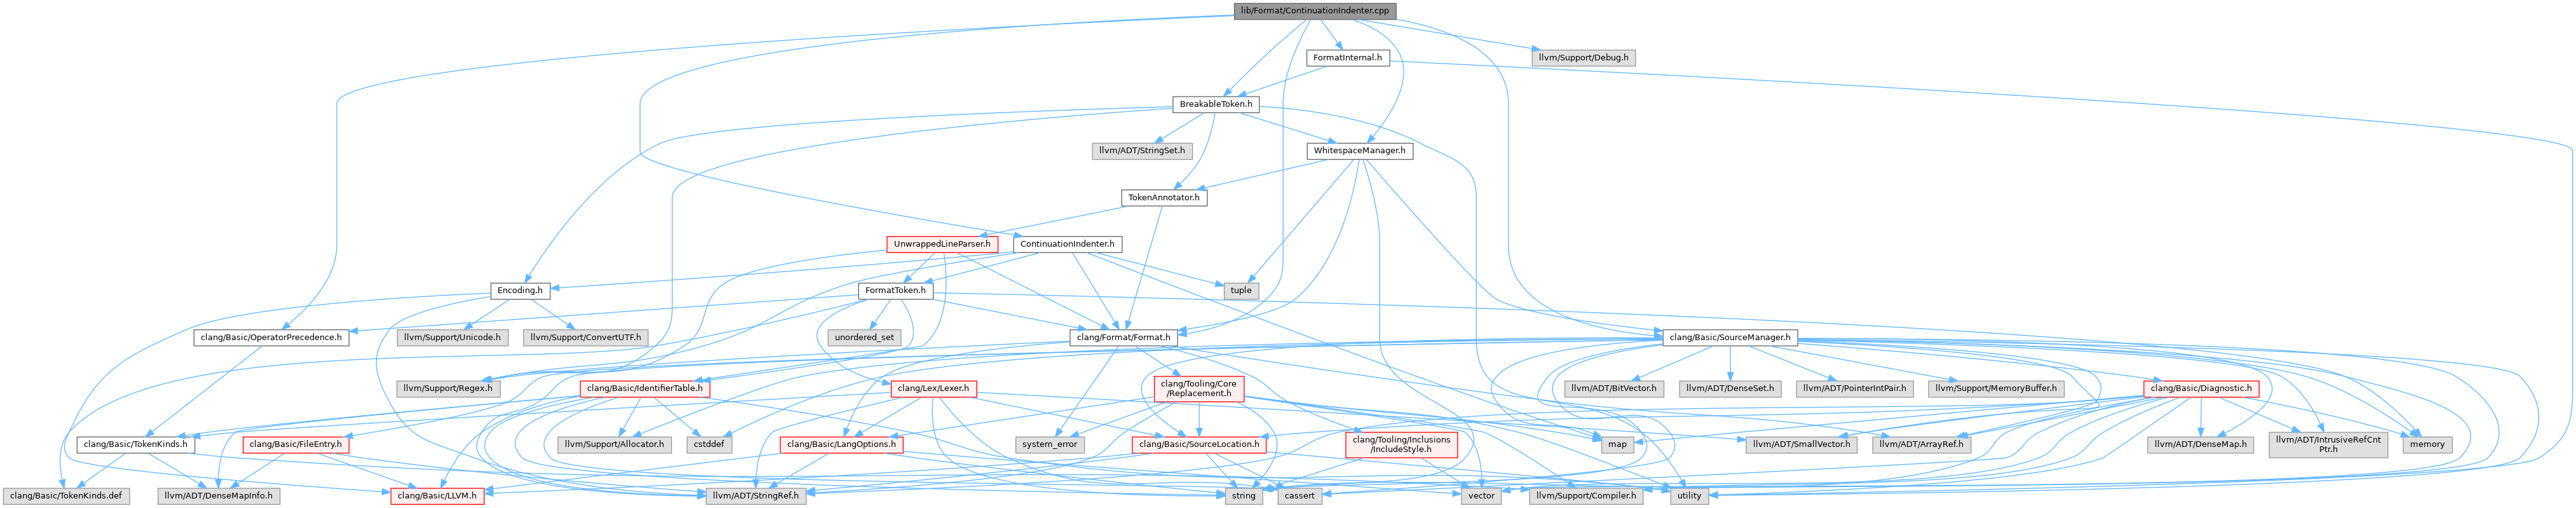 lib/Format/ContinuationIndenter.cpp
FormatInternal.h
llvm/Support/Debug.h
BreakableToken.h
llvm/ADT/StringSet.h
WhitespaceManager.h
TokenAnnotator.h
UnwrappedLineParser.h
ContinuationIndenter.h
Encoding.h
FormatToken.h
tuple
clang/Basic/OperatorPrecedence.h
llvm/Support/Unicode.h
llvm/Support/ConvertUTF.h
unordered_set
clang/Format/Format.h
clang/Basic/SourceManager.h
llvm/Support/Regex.h
clang/Basic/IdentifierTable.h
clang/Lex/Lexer.h
clang/Tooling/Core
/Replacement.h
llvm/ADT/BitVector.h
llvm/ADT/DenseSet.h
llvm/ADT/PointerIntPair.h
llvm/Support/MemoryBuffer.h
clang/Basic/Diagnostic.h
clang/Basic/TokenKinds.h
clang/Basic/FileEntry.h
llvm/Support/Allocator.h
cstddef
clang/Basic/LangOptions.h
system_error
clang/Basic/SourceLocation.h
clang/Tooling/Inclusions
/IncludeStyle.h
map
llvm/ADT/SmallVector.h
llvm/ADT/ArrayRef.h
llvm/ADT/DenseMap.h
llvm/ADT/IntrusiveRefCnt
Ptr.h
memory
clang/Basic/TokenKinds.def
llvm/ADT/DenseMapInfo.h
clang/Basic/LLVM.h
llvm/ADT/StringRef.h
string
cassert
vector
llvm/Support/Compiler.h
utility